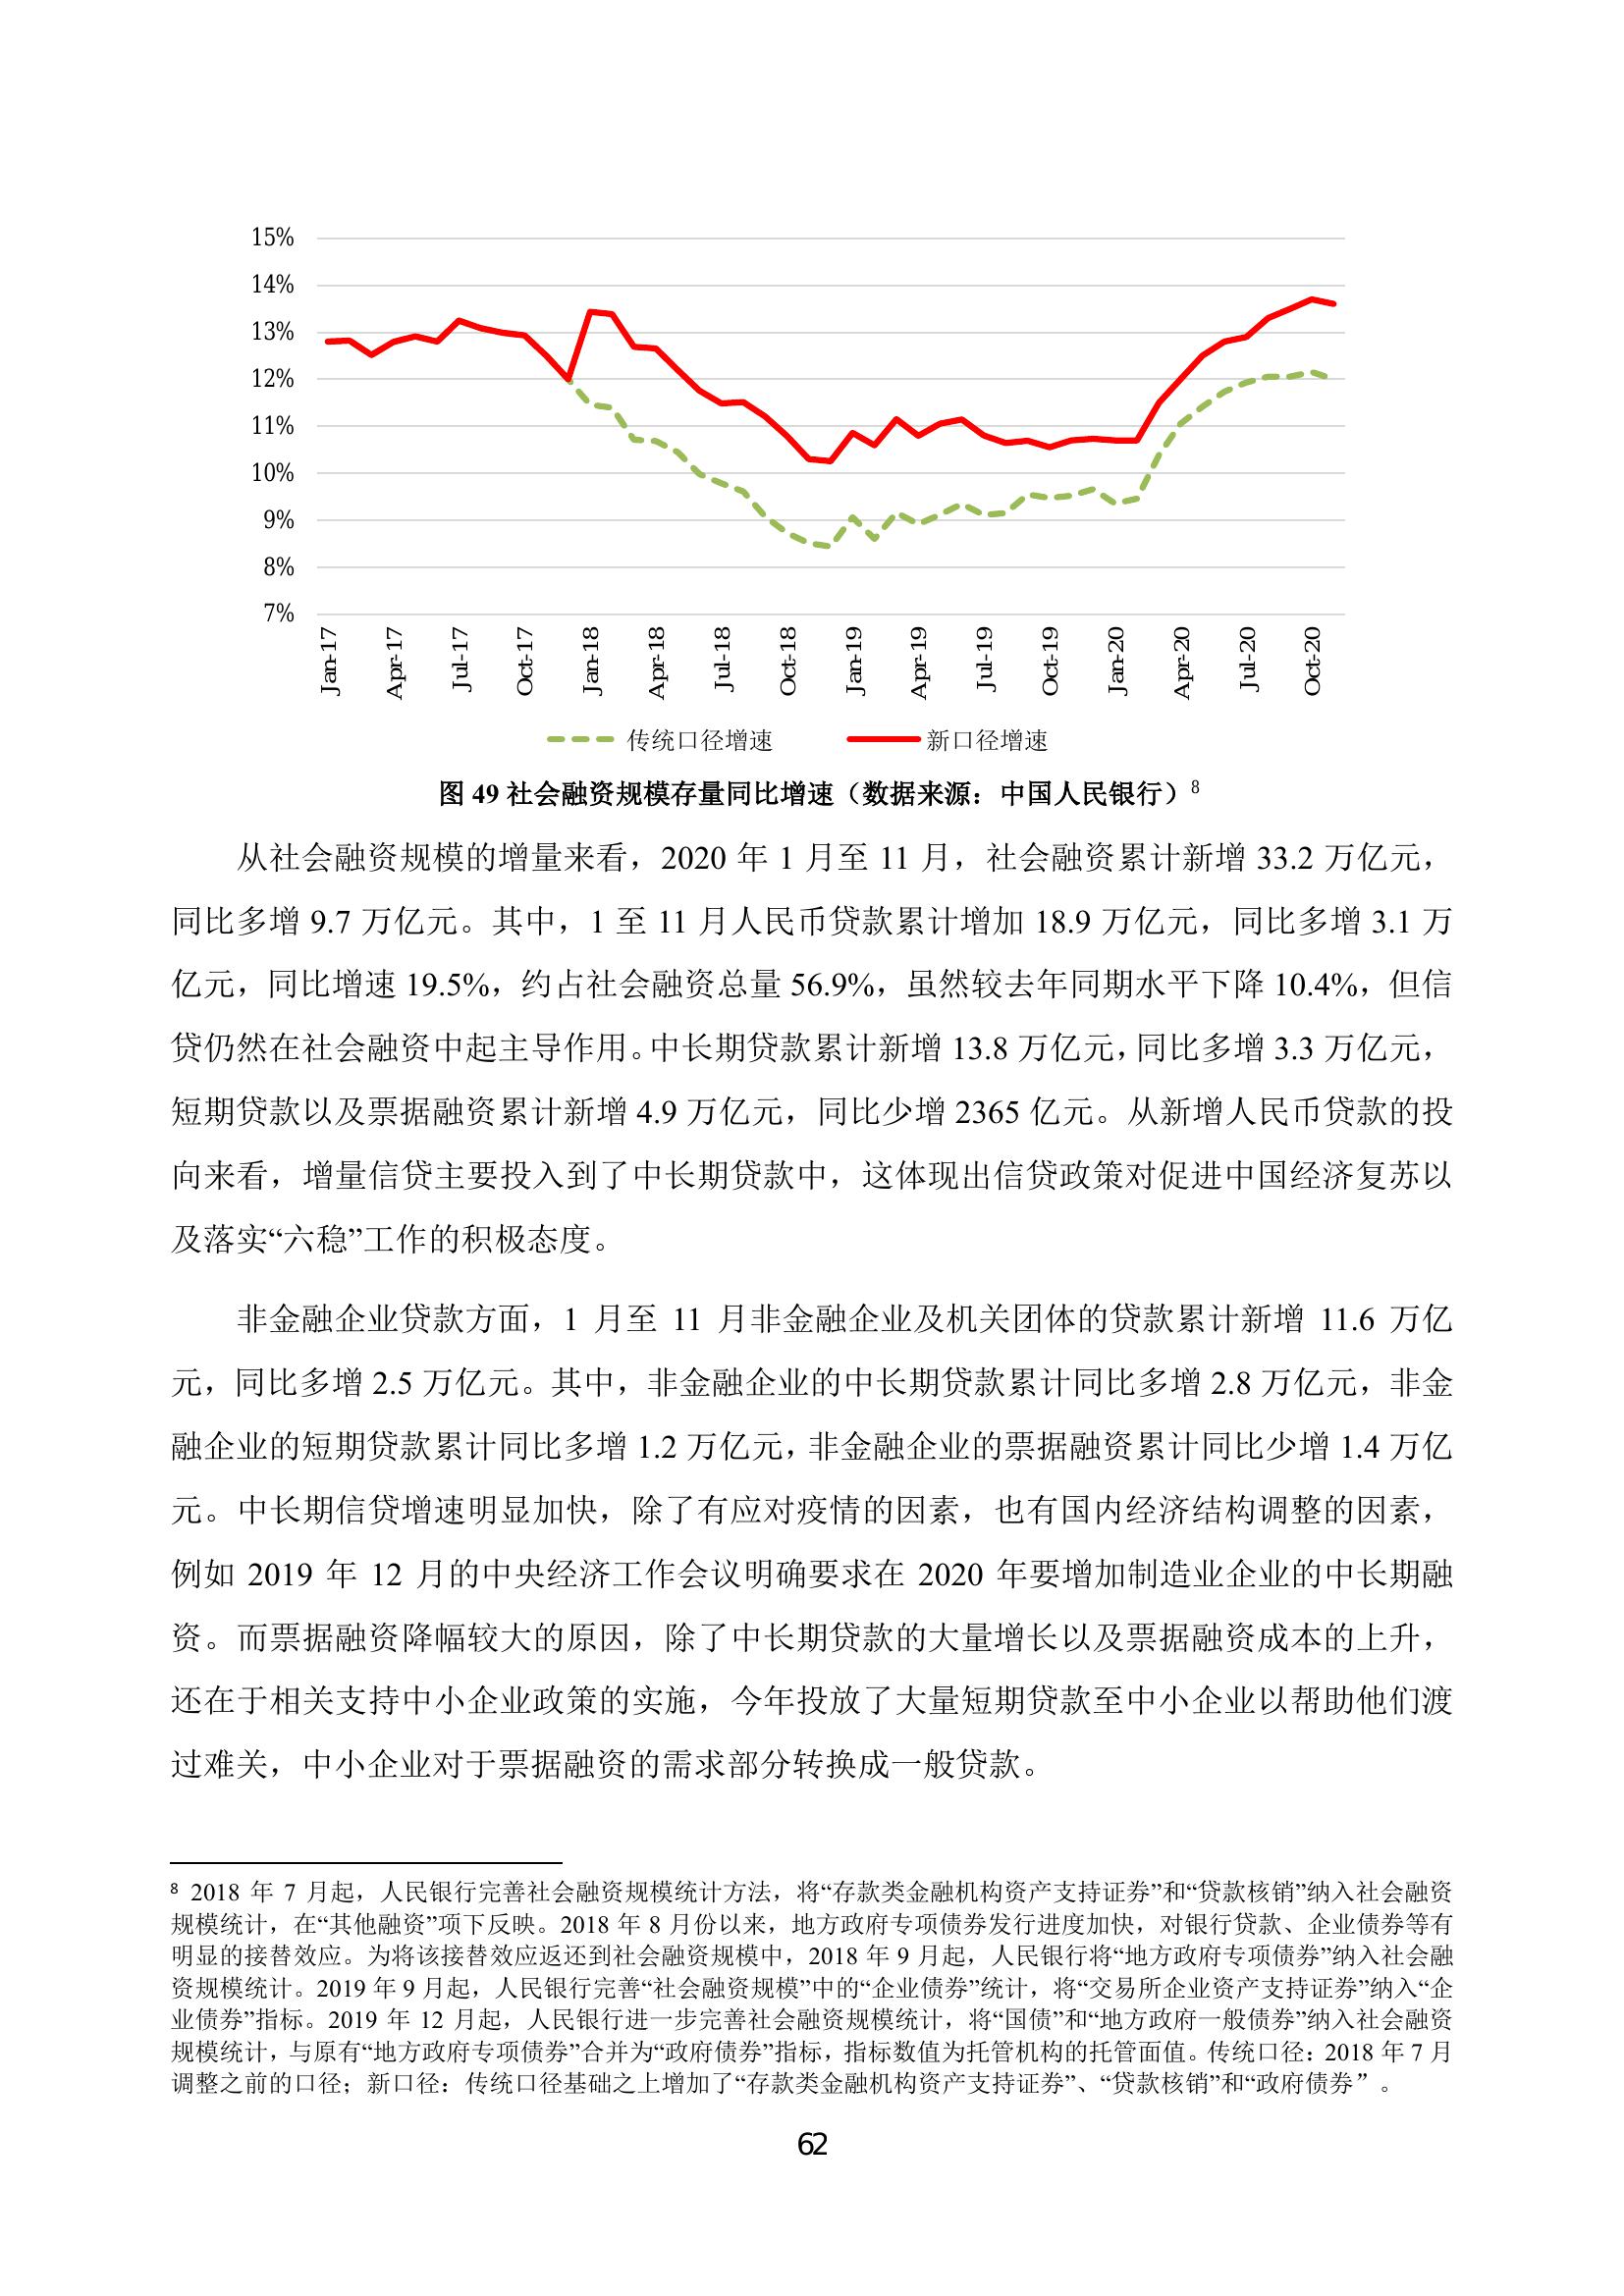 15%
14%
13%
12%
11%
10%
9%
8%
7%
Jan-17
Apr-17
Jul-17
Oct-17
Jan-18
Apr-18
Jul-18
Oct-18
Jan-19
Apr-19
Jul-19
Oct-19
Jan-20
Apr-20
Jul-20
Oct-20
传统口径增速 新口径增速
图 49 社会融资规模存量同比增速（数据来源：中国人民银行）8
从社会融资规模的增量来看，2020 年 1 月至 11 月，社会融资累计新增 33.2 万亿元，
同比多增 9.7 万亿元。其中，1 至 11 月人民币贷款累计增加 18.9 万亿元，同比多增 3.1 万
亿元，同比增速 19.5%，约占社会融资总量 56.9%，虽然较去年同期水平下降 10.4%，但信
贷仍然在社会融资中起主导作用。中长期贷款累计新增 13.8 万亿元，同比多增 3.3 万亿元，
短期贷款以及票据融资累计新增 4.9 万亿元，同比少增 2365 亿元。从新增人民币贷款的投
向来看，增量信贷主要投入到了中长期贷款中，这体现出信贷政策对促进中国经济复苏以
及落实“六稳”工作的积极态度。
非金融企业贷款方面，1 月至 11 月非金融企业及机关团体的贷款累计新增 11.6 万亿
元，同比多增 2.5 万亿元。其中，非金融企业的中长期贷款累计同比多增 2.8 万亿元，非金
融企业的短期贷款累计同比多增 1.2 万亿元，非金融企业的票据融资累计同比少增 1.4 万亿
元。中长期信贷增速明显加快，除了有应对疫情的因素，也有国内经济结构调整的因素，
例如 2019 年 12 月的中央经济工作会议明确要求在 2020 年要增加制造业企业的中长期融
资。而票据融资降幅较大的原因，除了中长期贷款的大量增长以及票据融资成本的上升，
还在于相关支持中小企业政策的实施，今年投放了大量短期贷款至中小企业以帮助他们渡
过难关，中小企业对于票据融资的需求部分转换成一般贷款。
8 2018 年 7 月起，人民银行完善社会融资规模统计方法，将“存款类金融机构资产支持证券”和“贷款核销”纳入社会融资
规模统计，在“其他融资”项下反映。2018 年 8 月份以来，地方政府专项债券发行进度加快，对银行贷款、企业债券等有
明显的接替效应。为将该接替效应返还到社会融资规模中，2018 年 9 月起，人民银行将“地方政府专项债券”纳入社会融
资规模统计。2019 年 9 月起，人民银行完善“社会融资规模”中的“企业债券”统计，将“交易所企业资产支持证券”纳入“企
业债券”指标。2019 年 12 月起，人民银行进一步完善社会融资规模统计，将“国债”和“地方政府一般债券”纳入社会融资
规模统计，与原有“地方政府专项债券”合并为“政府债券”指标，指标数值为托管机构的托管面值。传统口径：2018 年 7 月
调整之前的口径；新口径：传统口径基础之上增加了“存款类金融机构资产支持证券”、“贷款核销”和“政府债券”。
62